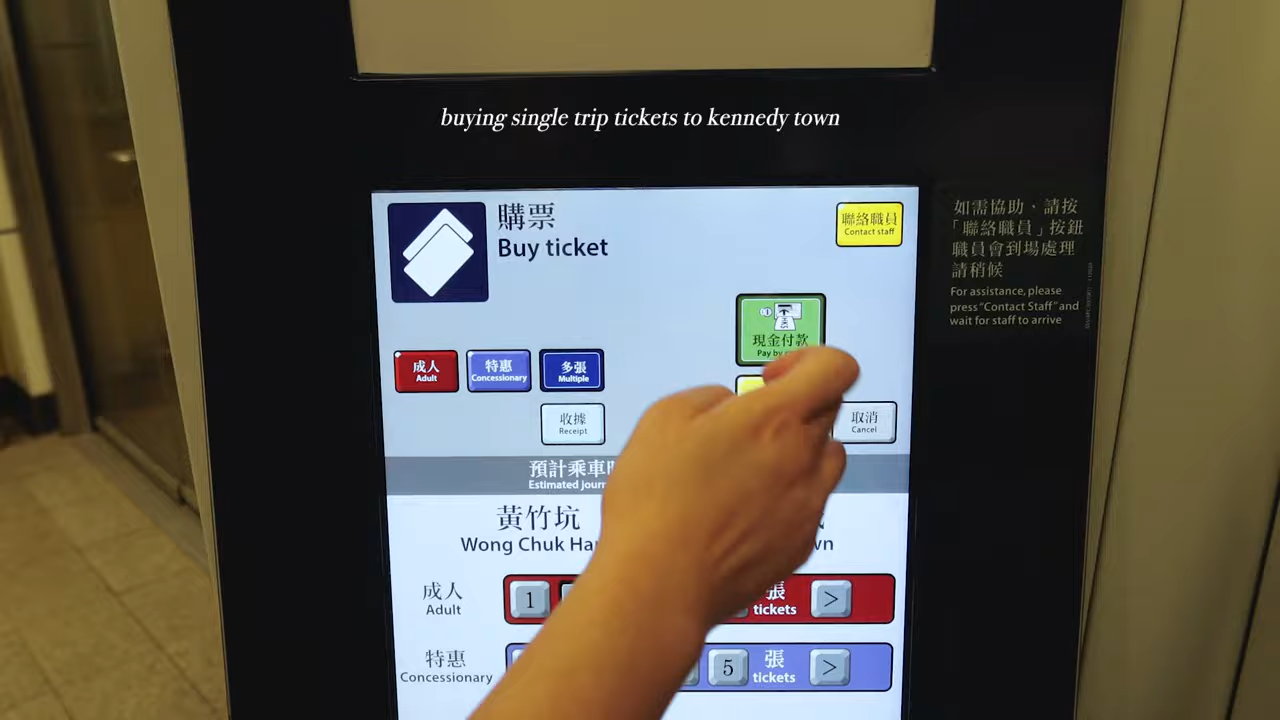 buying single trip tickets to kennedy town
購票
Buy ticket
聯絡職員
Contact staff
如需協助、請按
「聯絡職員」按鈕
職員會到場處理
請稍候
For assistance, please
press "Contact Staff" and
wait for staff to arrive
現金付款
Pay by
成人
Adult
特惠
Concessionary
多張
Multiple
收據
Receipt
取消
Cancel
預計乘車
Estimated
黃竹坑
Wong Chuk
成人
Adult
1
張
tickets
>
特惠
Concessionary
5
張
tickets
>